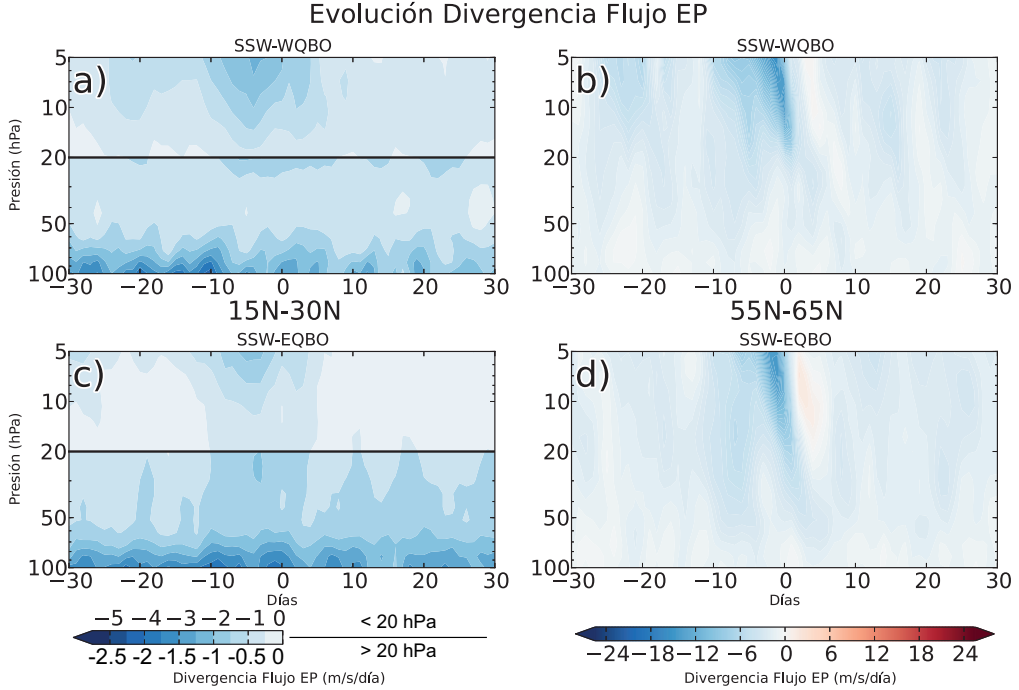 Evolución Divergencia Flujo EP
SSW-WQBO
SSW-WQBO
a)
b)
Presión (hPa)
5
10
20
50
100
5
10
20
50
100
−30 −20 −10 0 10 20 30
−30 −20 −10 0 10 20 30
15N-30N
55N-65N
SSW-EQBO
SSW-EQBO
c)
d)
Presión (hPa)
5
10
20
50
100
5
10
20
50
100
−30 −20 −10 0 10 20 30
−30 −20 −10 0 10 20 30
Días
Días
−5 −4 −3 −2 −1 0
< 20 hPa
-2.5 -2 -1.5 -1 -0.5 0
> 20 hPa
−24 −18 −12 −6 0 6 12 18 24
Divergencia Flujo EP (m/s/día)
Divergencia Flujo EP (m/s/día)